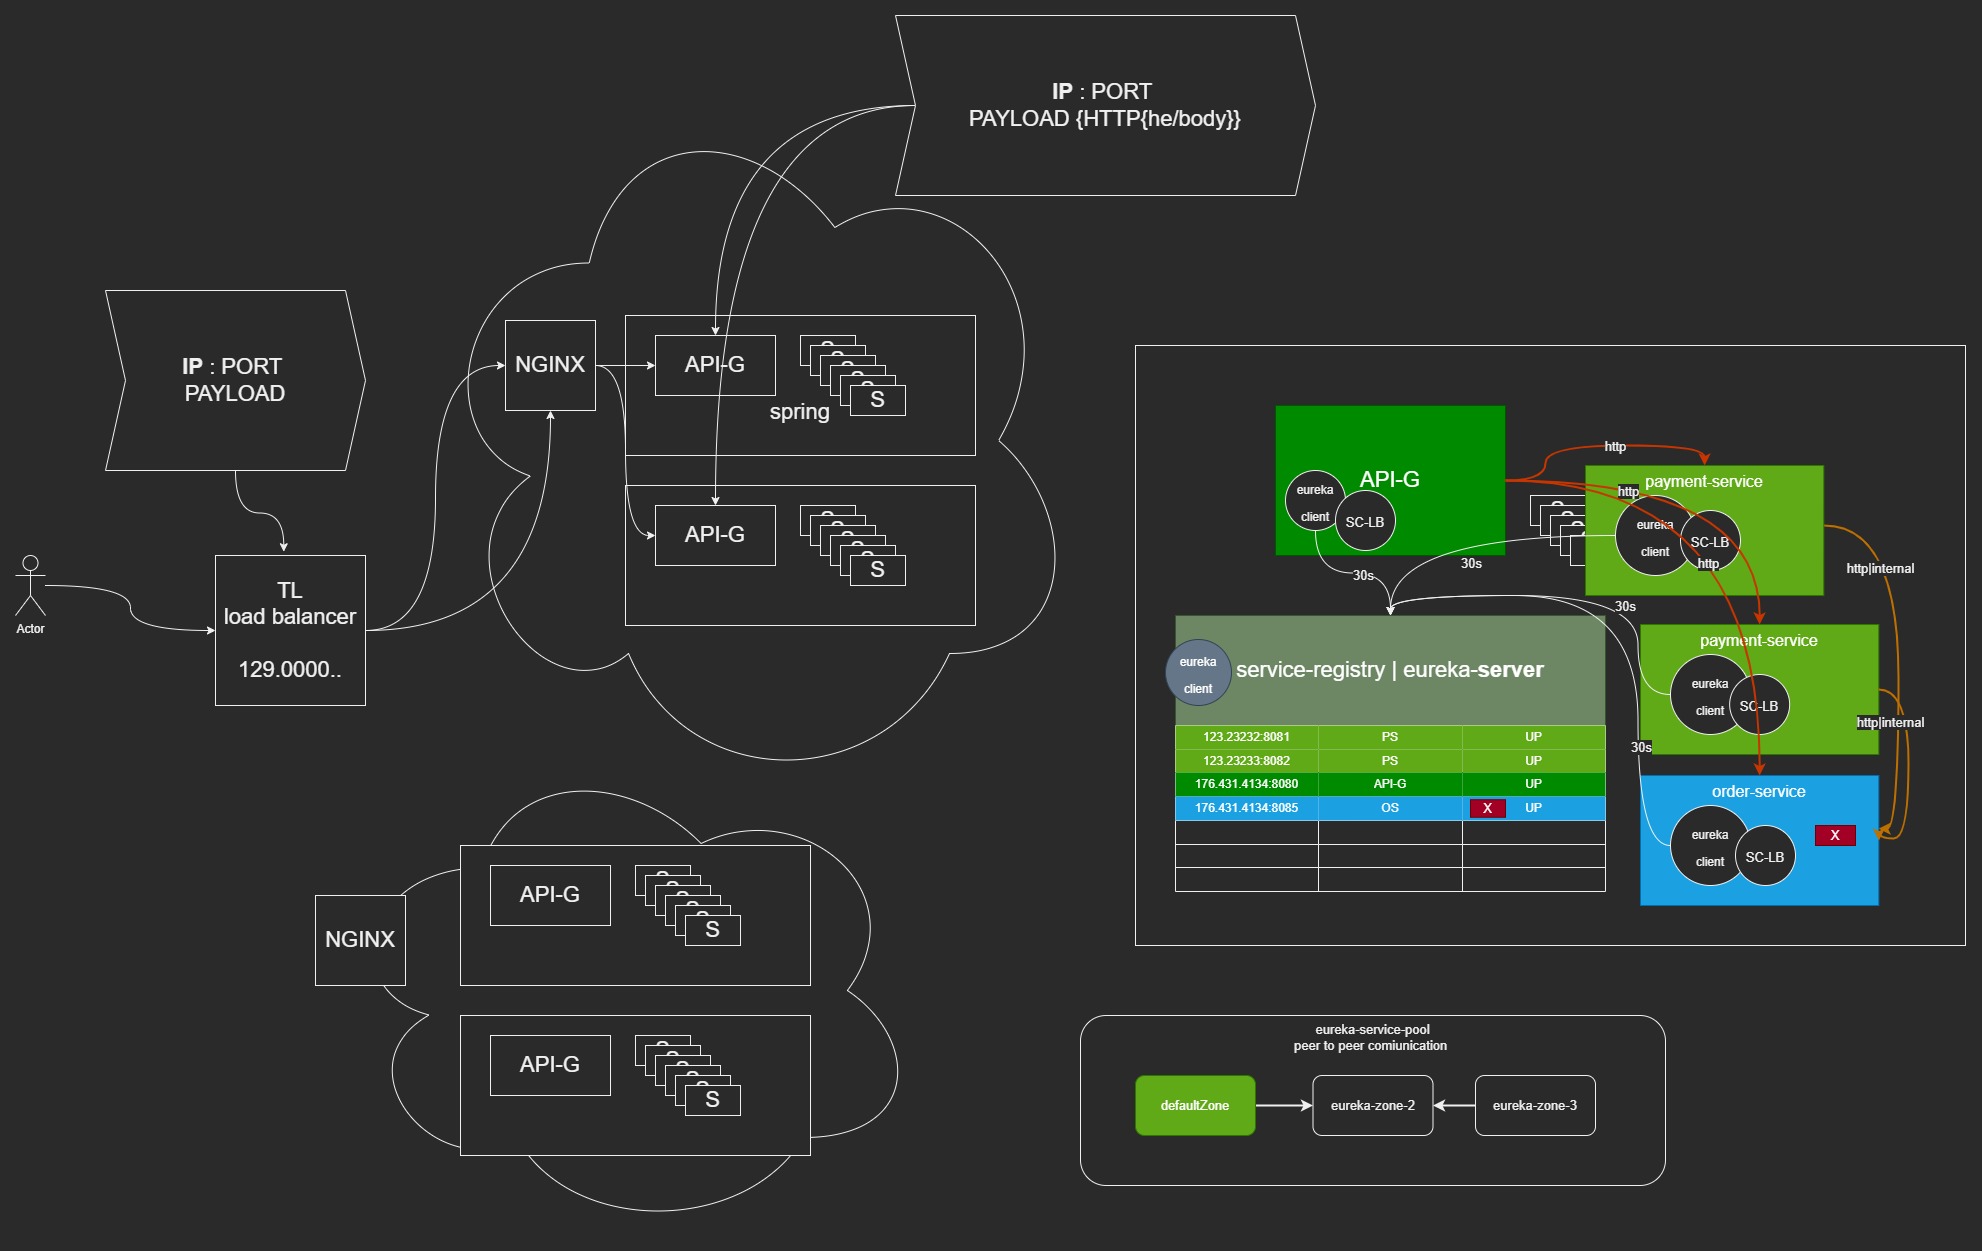 IP : PORT
PAYLOAD {HTTP{he/body}}
IP : PORT
PAYLOAD
Actor
TL
load balancer
129.0000..
NGINX
API-G
S
spring
API-G
S
NGINX
API-G
S
API-G
S
API-G
eureka
client
SC-LB
http
http
http
30s
30s
30s
30s
payment-service
eureka
client
SC-LB
http|internal
payment-service
eureka
client
SC-LB
http|internal
order-service
eureka
client
SC-LB
X
eureka
client
service-registry | eureka-server
123.23232:8081 PS UP
123.23233:8082 PS UP
176.431.4134:8080 API-G UP
176.431.4134:8085 OS X UP
eureka-service-pool
peer to peer comiunication
defaultZone
eureka-zone-2
eureka-zone-3